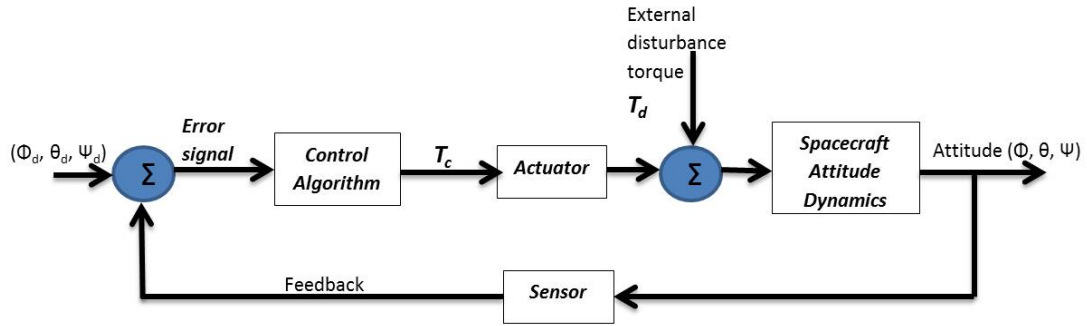 External
disturbance
torque
T_d
(Φ_d, θ_d, Ψ_d)
Σ
Error
signal
Control
Algorithm
T_c
Actuator
Σ
Spacecraft
Attitude
Dynamics
Attitude (Φ, θ, Ψ)
Feedback
Sensor